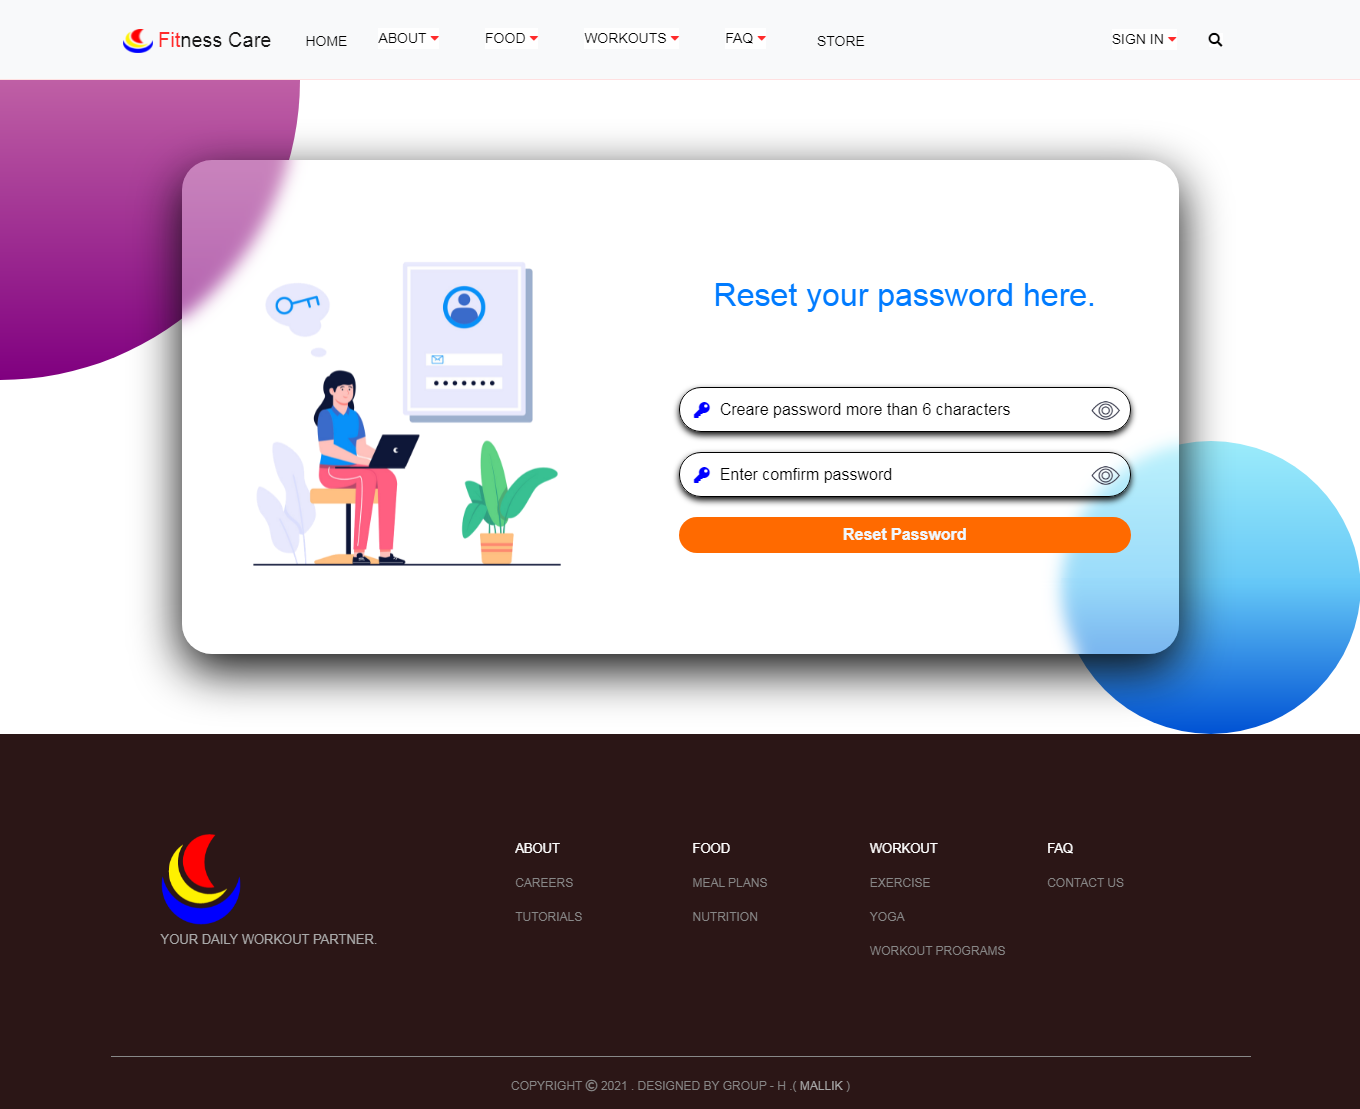 Fitness Care HOME ABOUT FOOD WORKOUTS FAQ STORE SIGN IN
Reset your password here.
Creare password more than 6 characters
Enter comfirm password
Reset Password
ABOUT FOOD WORKOUT FAQ
CAREERS MEAL PLANS EXERCISE CONTACT US
TUTORIALS NUTRITION YOGA
YOUR DAILY WORKOUT PARTNER.
WORKOUT PROGRAMS
COPYRIGHT © 2021 . DESIGNED BY GROUP - H .( MALLIK )